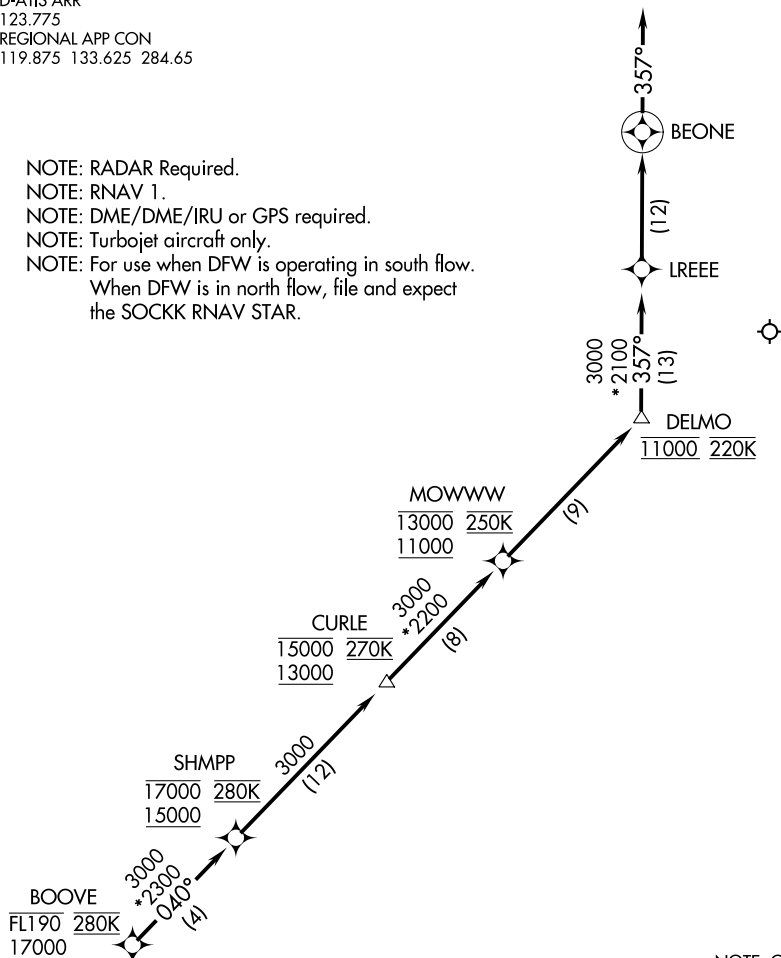 D-ATIS ARR
123.775
REGIONAL APP CON
119.875 133.625 284.65
357°
BEONE
NOTE: RADAR Required.
NOTE: RNAV 1.
NOTE: DME/DME/IRU or GPS required.
NOTE: Turbojet aircraft only.
NOTE: For use when DFW is operating in south flow.
When DFW is in north flow, file and expect
the SOCKK RNAV STAR.
(12)
LREEE
3000
*2100
357°
(13)
DELMO
11000 220K
MOWWW
13000 250K
11000
(9)
CURLE
15000 270K
13000
3000
*2200
(8)
SHMPP
17000 280K
15000
3000
(12)
BOOVE
FL190 280K
17000
3000
*2300
040°
(4)